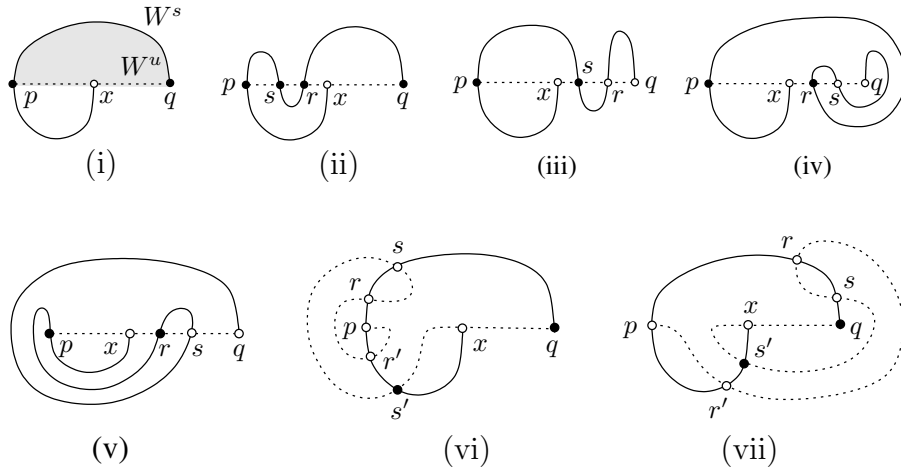 W^s
W^u
p x q
(i)
p s r x q
(ii)
p x s r q
(iii)
p x r s q
(iv)
p x r s q
(v)
s
r
p x q
r'
s'
(vi)
r
s
p x q
s'
r'
(vii)